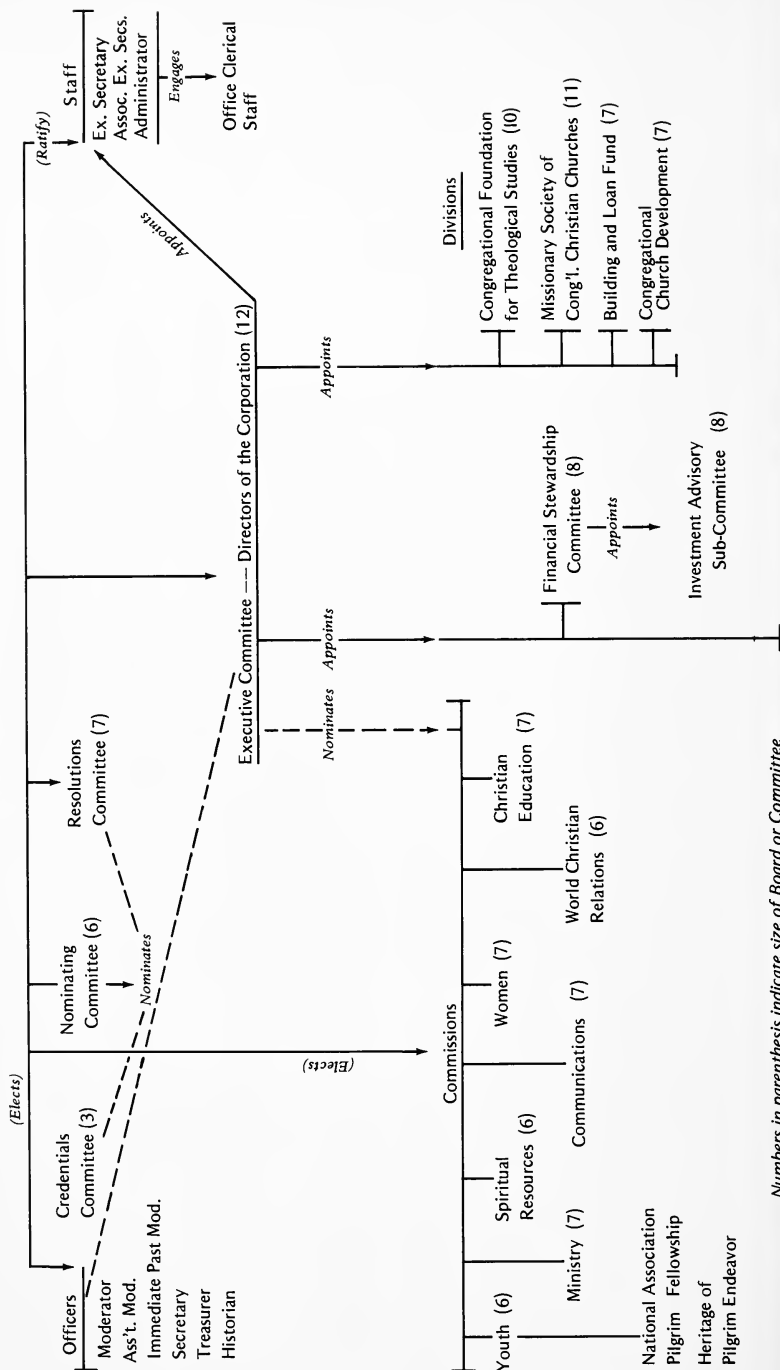 (Elects)
(Ratify)
Officers
Moderator
Ass't. Mod.
Immediate Past Mod.
Secretary
Treasurer
Historian
Credentials
Committee (3)
Nominating
Committee (6)
Nominates
Resolutions
Committee (7)
Staff
Ex. Secretary
Assoc. Ex. Secs.
Administrator
Engages
Office Clerical
Staff
Appoints
(Elects)
Executive Committee –– Directors of the Corporation (12)
Nominates
Appoints
Appoints
Commissions
Youth (6)
National Association
Pilgrim Fellowship
Heritage of
Pilgrim Endeavor
Ministry (7)
Spiritual
Resources (6)
Communications (7)
Women (7)
World Christian
Relations (6)
Christian
Education (7)
Financial Stewardship
Committee (8)
Appoints
Investment Advisory
Sub-Committee (8)
Divisions
Congregational Foundation
for Theological Studies (10)
Missionary Society of
Cong'l. Christian Churches (11)
Building and Loan Fund (7)
Congregational
Church Development (7)
Numbers in parenthesis indicate size of Board or Committee